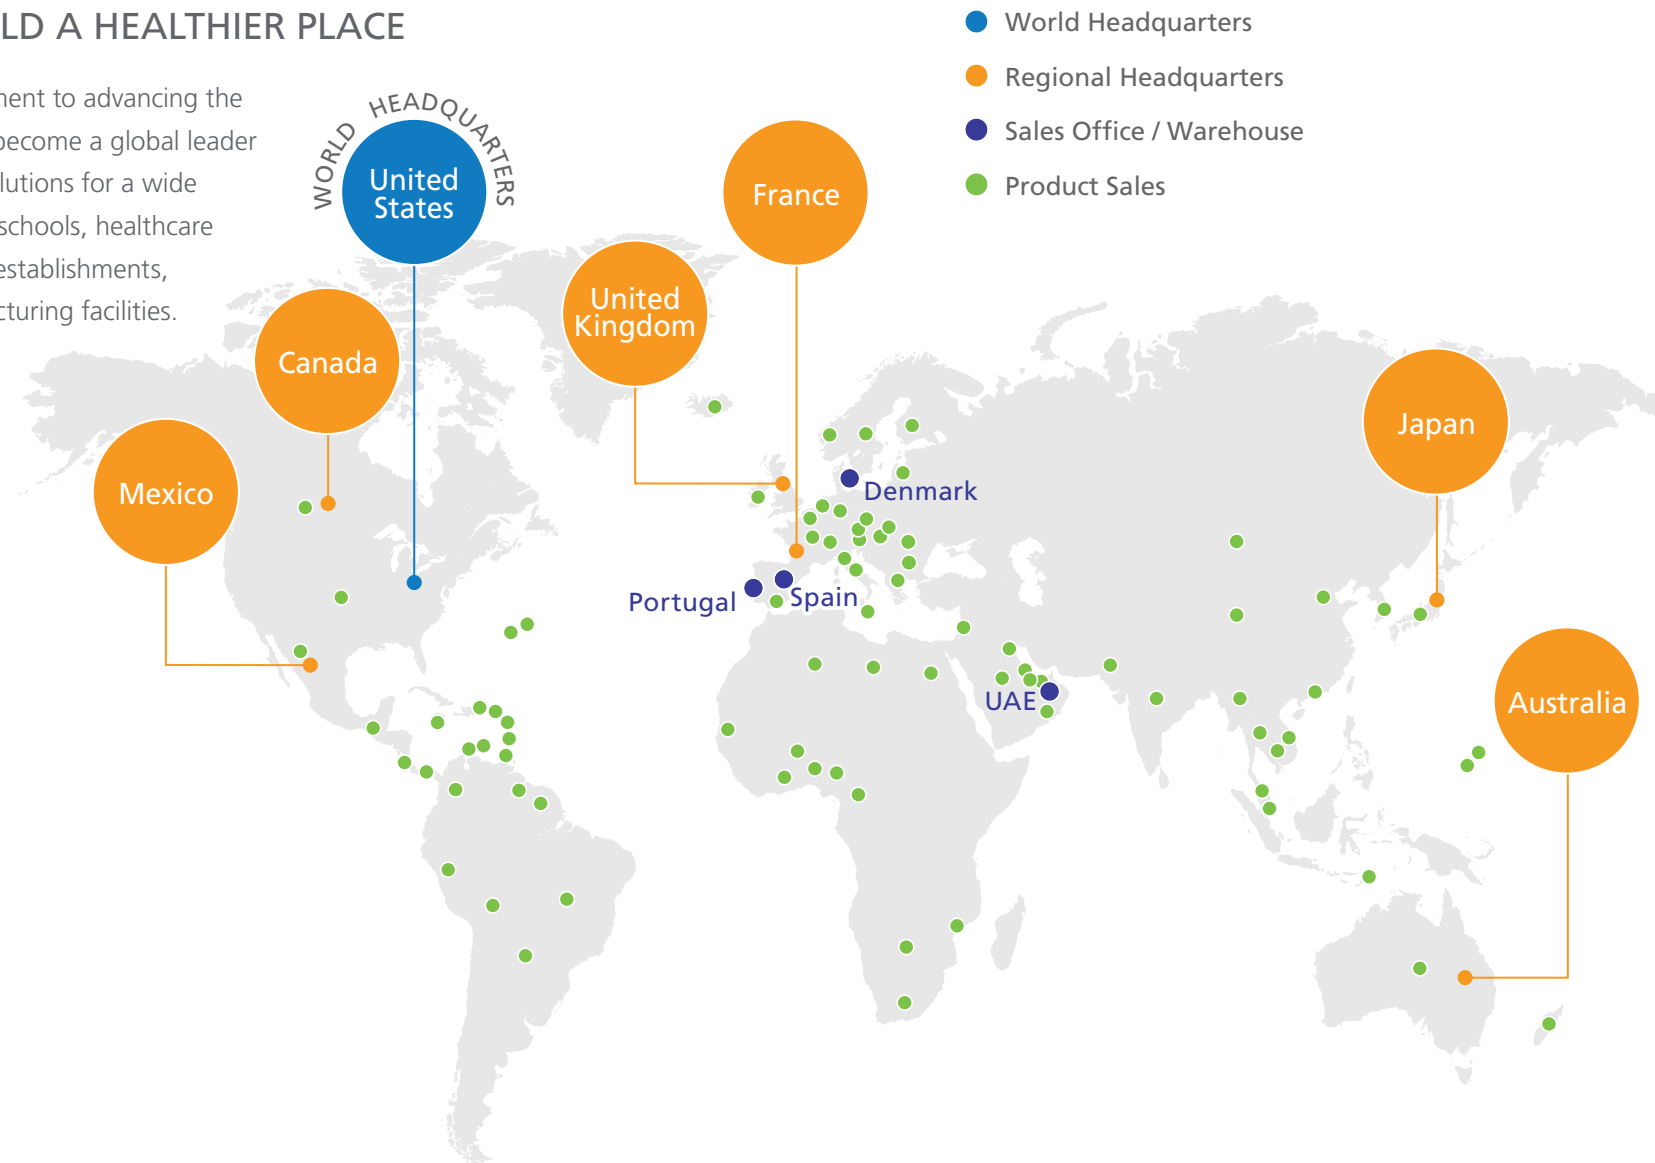 LD A HEALTHIER PLACE
ment to advancing the
become a global leader
lutions for a wide
schools, healthcare
establishments,
cturing facilities.
World Headquarters
Regional Headquarters
Sales Office / Warehouse
Product Sales
WORLD HEADQUARTERS
United
States
France
United
Kingdom
Canada
Japan
Mexico
Denmark
Portugal
Spain
UAE
Australia